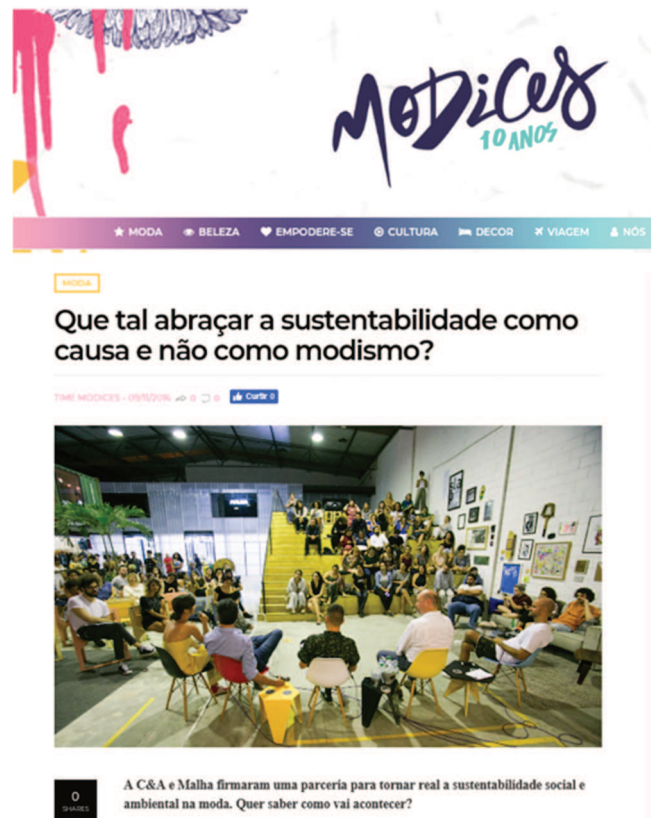 MODICES
10 ANOS
MODA BELEZA EMPODERE-SE CULTURA DECOR VIAGEM NÓS
MODA
Que tal abraçar a sustentabilidade como
causa e não como modismo?
TIME MODICES - 09/11/2016 0 0 Curtir 0
A C&A e Malha firmaram uma parceria para tornar real a sustentabilidade social e
ambiental na moda. Quer saber como vai acontecer?
0
SHARES